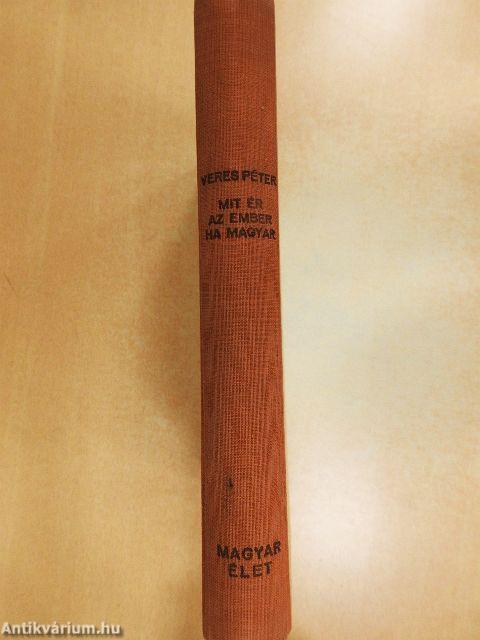 VERES PÉTER
MIT ÉR
AZ EMBER
HA MAGYAR
MAGYAR
ÉLET
Antikvárium.hu